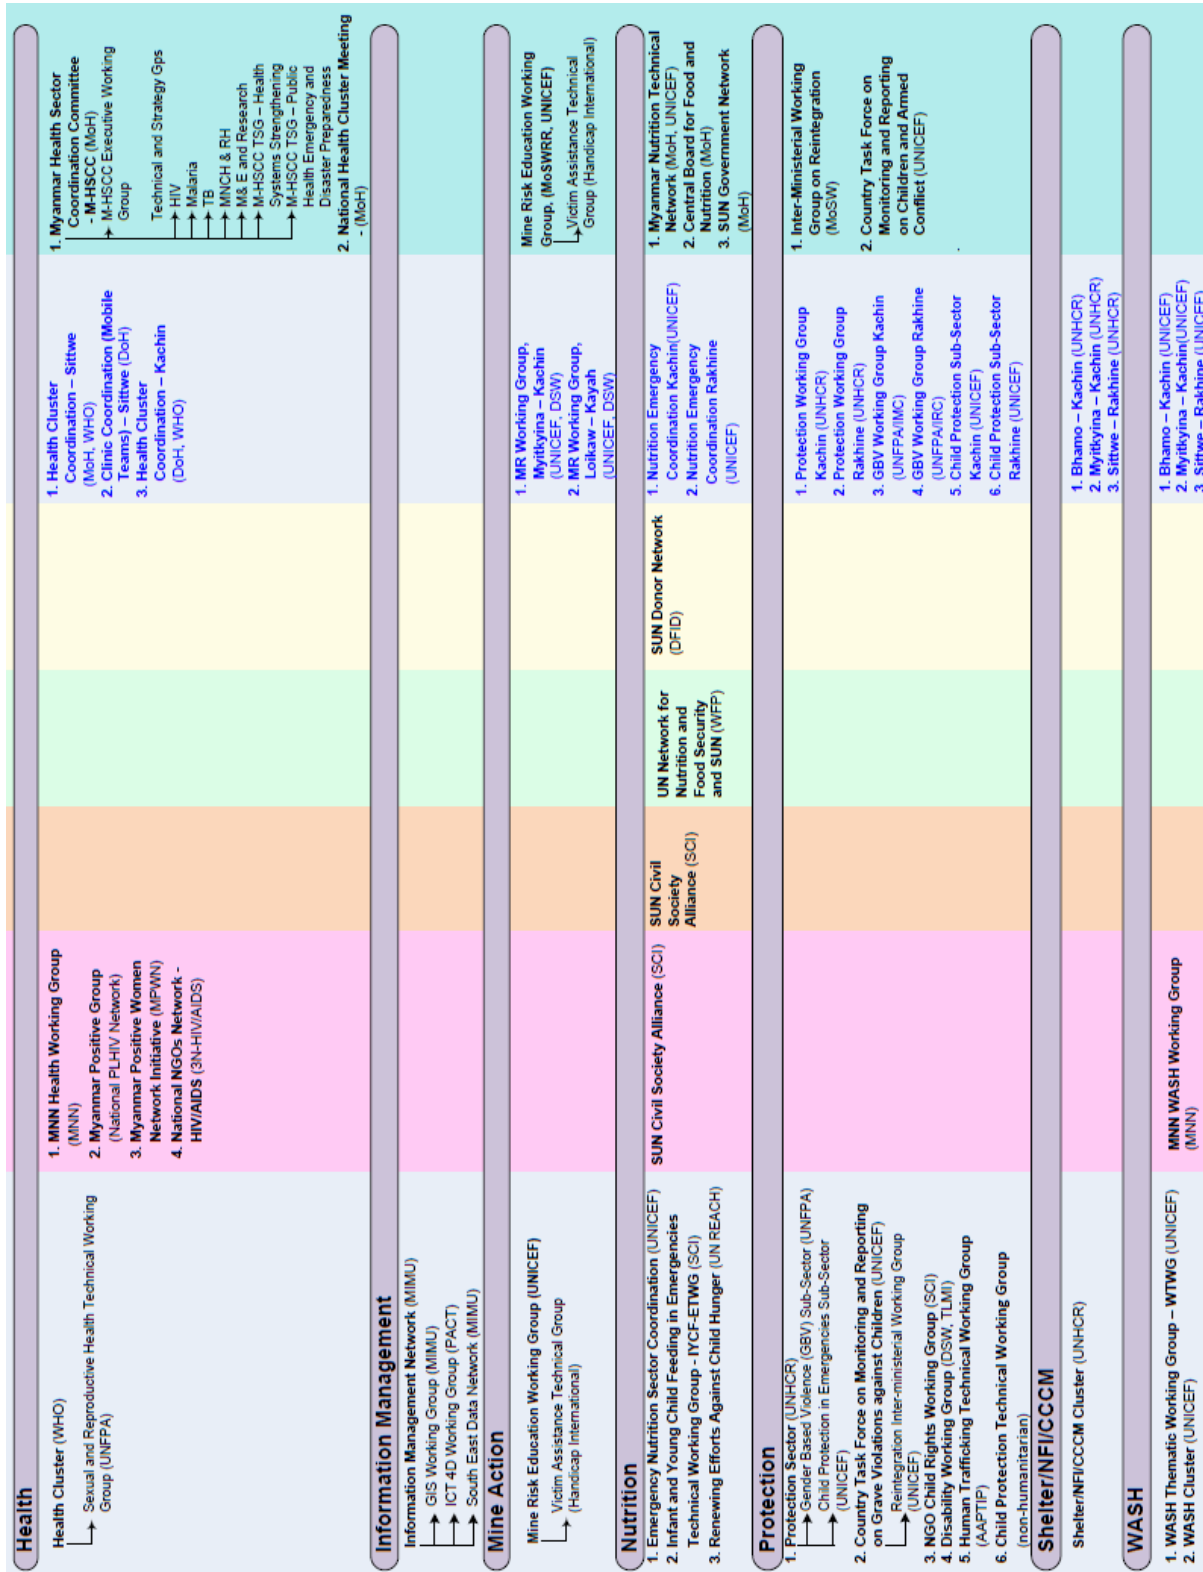 Health
Health Cluster (WHO)
Sexual and Reproductive Health Technical Working
Group (UNFPA)
1. MNN Health Working Group
(MNN)
2. Myanmar Positive Group
(National PLHIV Network)
3. Myanmar Positive Women
Network Initiative (MPWN)
4. National NGOs Network -
HIV/AIDS (3N-HIV/AIDS)
1. Health Cluster
Coordination – Sittwe
(MoH, WHO)
2. Clinic Coordination (Mobile
Teams) – Sittwe (DoH)
3. Health Cluster
Coordination – Kachin
(DoH, WHO)
1. Myanmar Health Sector
Coordination Committee
- M-HSCC (MoH)
M-HSCC Executive Working
Group
Technical and Strategy Gps
HIV
Malaria
TB
MNCH & RH
M& E and Research
M-HSCC TSG – Health
Systems Strengthening
M-HSCC TSG – Public
Health Emergency and
Disaster Preparedness
2. National Health Cluster Meeting
- (MoH)
Information Management
Information Management Network (MIMU)
GIS Working Group (MIMU)
ICT 4D Working Group (PACT)
South East Data Network (MIMU)
Mine Action
Mine Risk Education Working Group (UNICEF)
Victim Assistance Technical Group
(Handicap International)
1. MR Working Group,
Myitkyina – Kachin
(UNICEF, DSW)
2. MR Working Group,
Loikaw – Kayah
(UNICEF, DSW)
Mine Risk Education Working
Group, (MoSWRR, UNICEF)
Victim Assistance Technical
Group (Handicap International)
Nutrition
1. Emergency Nutrition Sector Coordination (UNICEF)
2. Infant and Young Child Feeding in Emergencies
Technical Working Group - IYCF-ETWG (SCI)
3. Renewing Efforts Against Child Hunger (UN REACH)
SUN Civil Society Alliance (SCI)
SUN Civil
Society
Alliance (SCI)
UN Network for
Nutrition and
Food Security
and SUN (WFP)
SUN Donor Network
(DFID)
1. Nutrition Emergency
Coordination Kachin(UNICEF)
2. Nutrition Emergency
Coordination Rakhine
(UNICEF)
1. Myanmar Nutrition Technical
Network (MoH, UNICEF)
2. Central Board for Food and
Nutrition (MoH)
3. SUN Government Network
(MoH)
Protection
1. Protection Sector (UNHCR)
Gender Based Violence (GBV) Sub-Sector (UNFPA)
Child Protection in Emergencies Sub-Sector
(UNICEF)
2. Country Task Force on Monitoring and Reporting
on Grave Violations against Children (UNICEF)
Reintegration Inter-ministerial Working Group
(UNICEF)
3. NGO Child Rights Working Group (SCI)
4. Disability Working Group (DSW, TLMI)
5. Human Trafficking Technical Working Group
(AAPTIP)
6. Child Protection Technical Working Group
(non-humanitarian)
1. Protection Working Group
Kachin (UNHCR)
2. Protection Working Group
Rakhine (UNHCR)
3. GBV Working Group Kachin
(UNFPA/IMC)
4. GBV Working Group Rakhine
(UNFPA/IRC)
5. Child Protection Sub-Sector
Kachin (UNICEF)
6. Child Protection Sub-Sector
Rakhine (UNICEF)
1. Inter-Ministerial Working
Group on Reintegration
(MoSW)
2. Country Task Force on
Monitoring and Reporting
on Children and Armed
Conflict (UNICEF)
Shelter/NFI/CCCM
Shelter/NFI/CCCM Cluster (UNHCR)
1. Bhamo – Kachin (UNHCR)
2. Myitkyina – Kachin (UNHCR)
3. Sittwe – Rakhine (UNHCR)
WASH
1. WASH Thematic Working Group – WTWG (UNICEF)
2. WASH Cluster (UNICEF)
MNN WASH Working Group
(MNN)
1. Bhamo – Kachin (UNICEF)
2. Myitkyina – Kachin(UNICEF)
3. Sittwe – Rakhine (UNICEF)